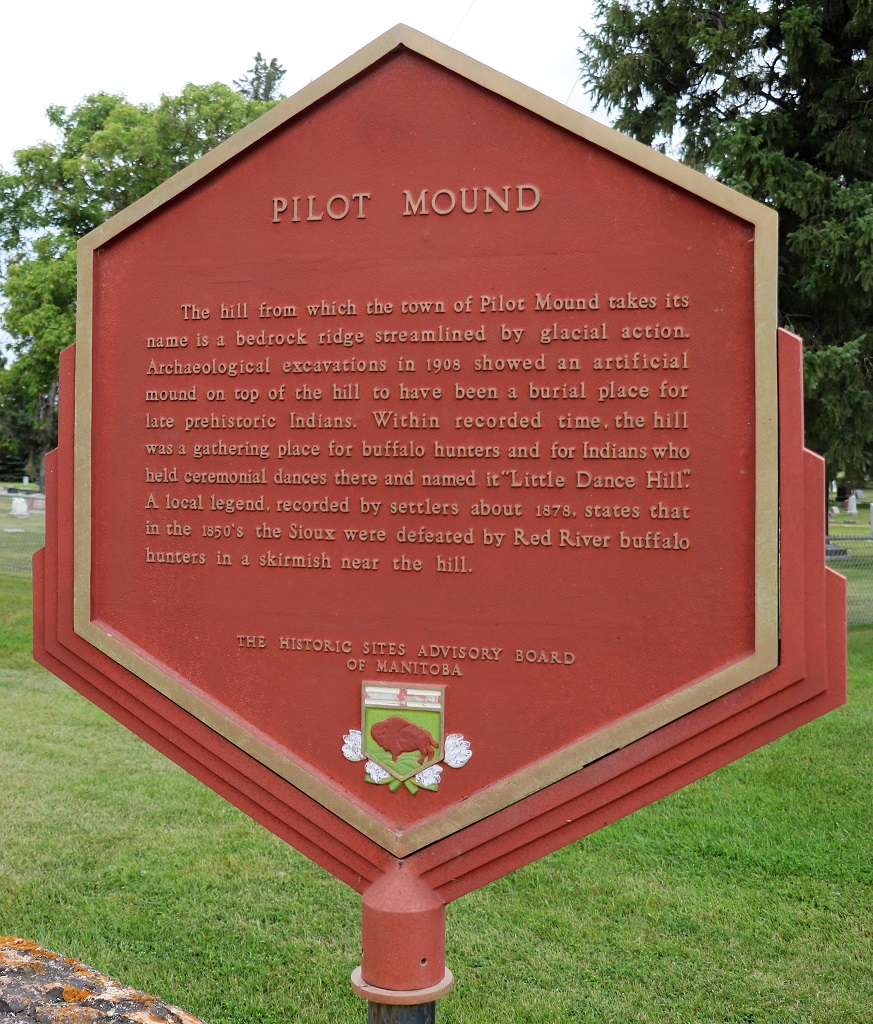 PILOT MOUND
The hill from which the town of Pilot Mound takes its
name is a bedrock ridge streamlined by glacial action.
Archaeological excavations in 1908 showed an artificial
mound on top of the hill to have been a burial place for
late prehistoric Indians. Within recorded time, the hill
was a gathering place for buffalo hunters and for Indians who
held ceremonial dances there and named it "Little Dance Hill".
A local legend, recorded by settlers about 1878, states that
in the 1850's the Sioux were defeated by Red River buffalo
hunters in a skirmish near the hill.
THE HISTORIC SITES ADVISORY BOARD
OF MANITOBA